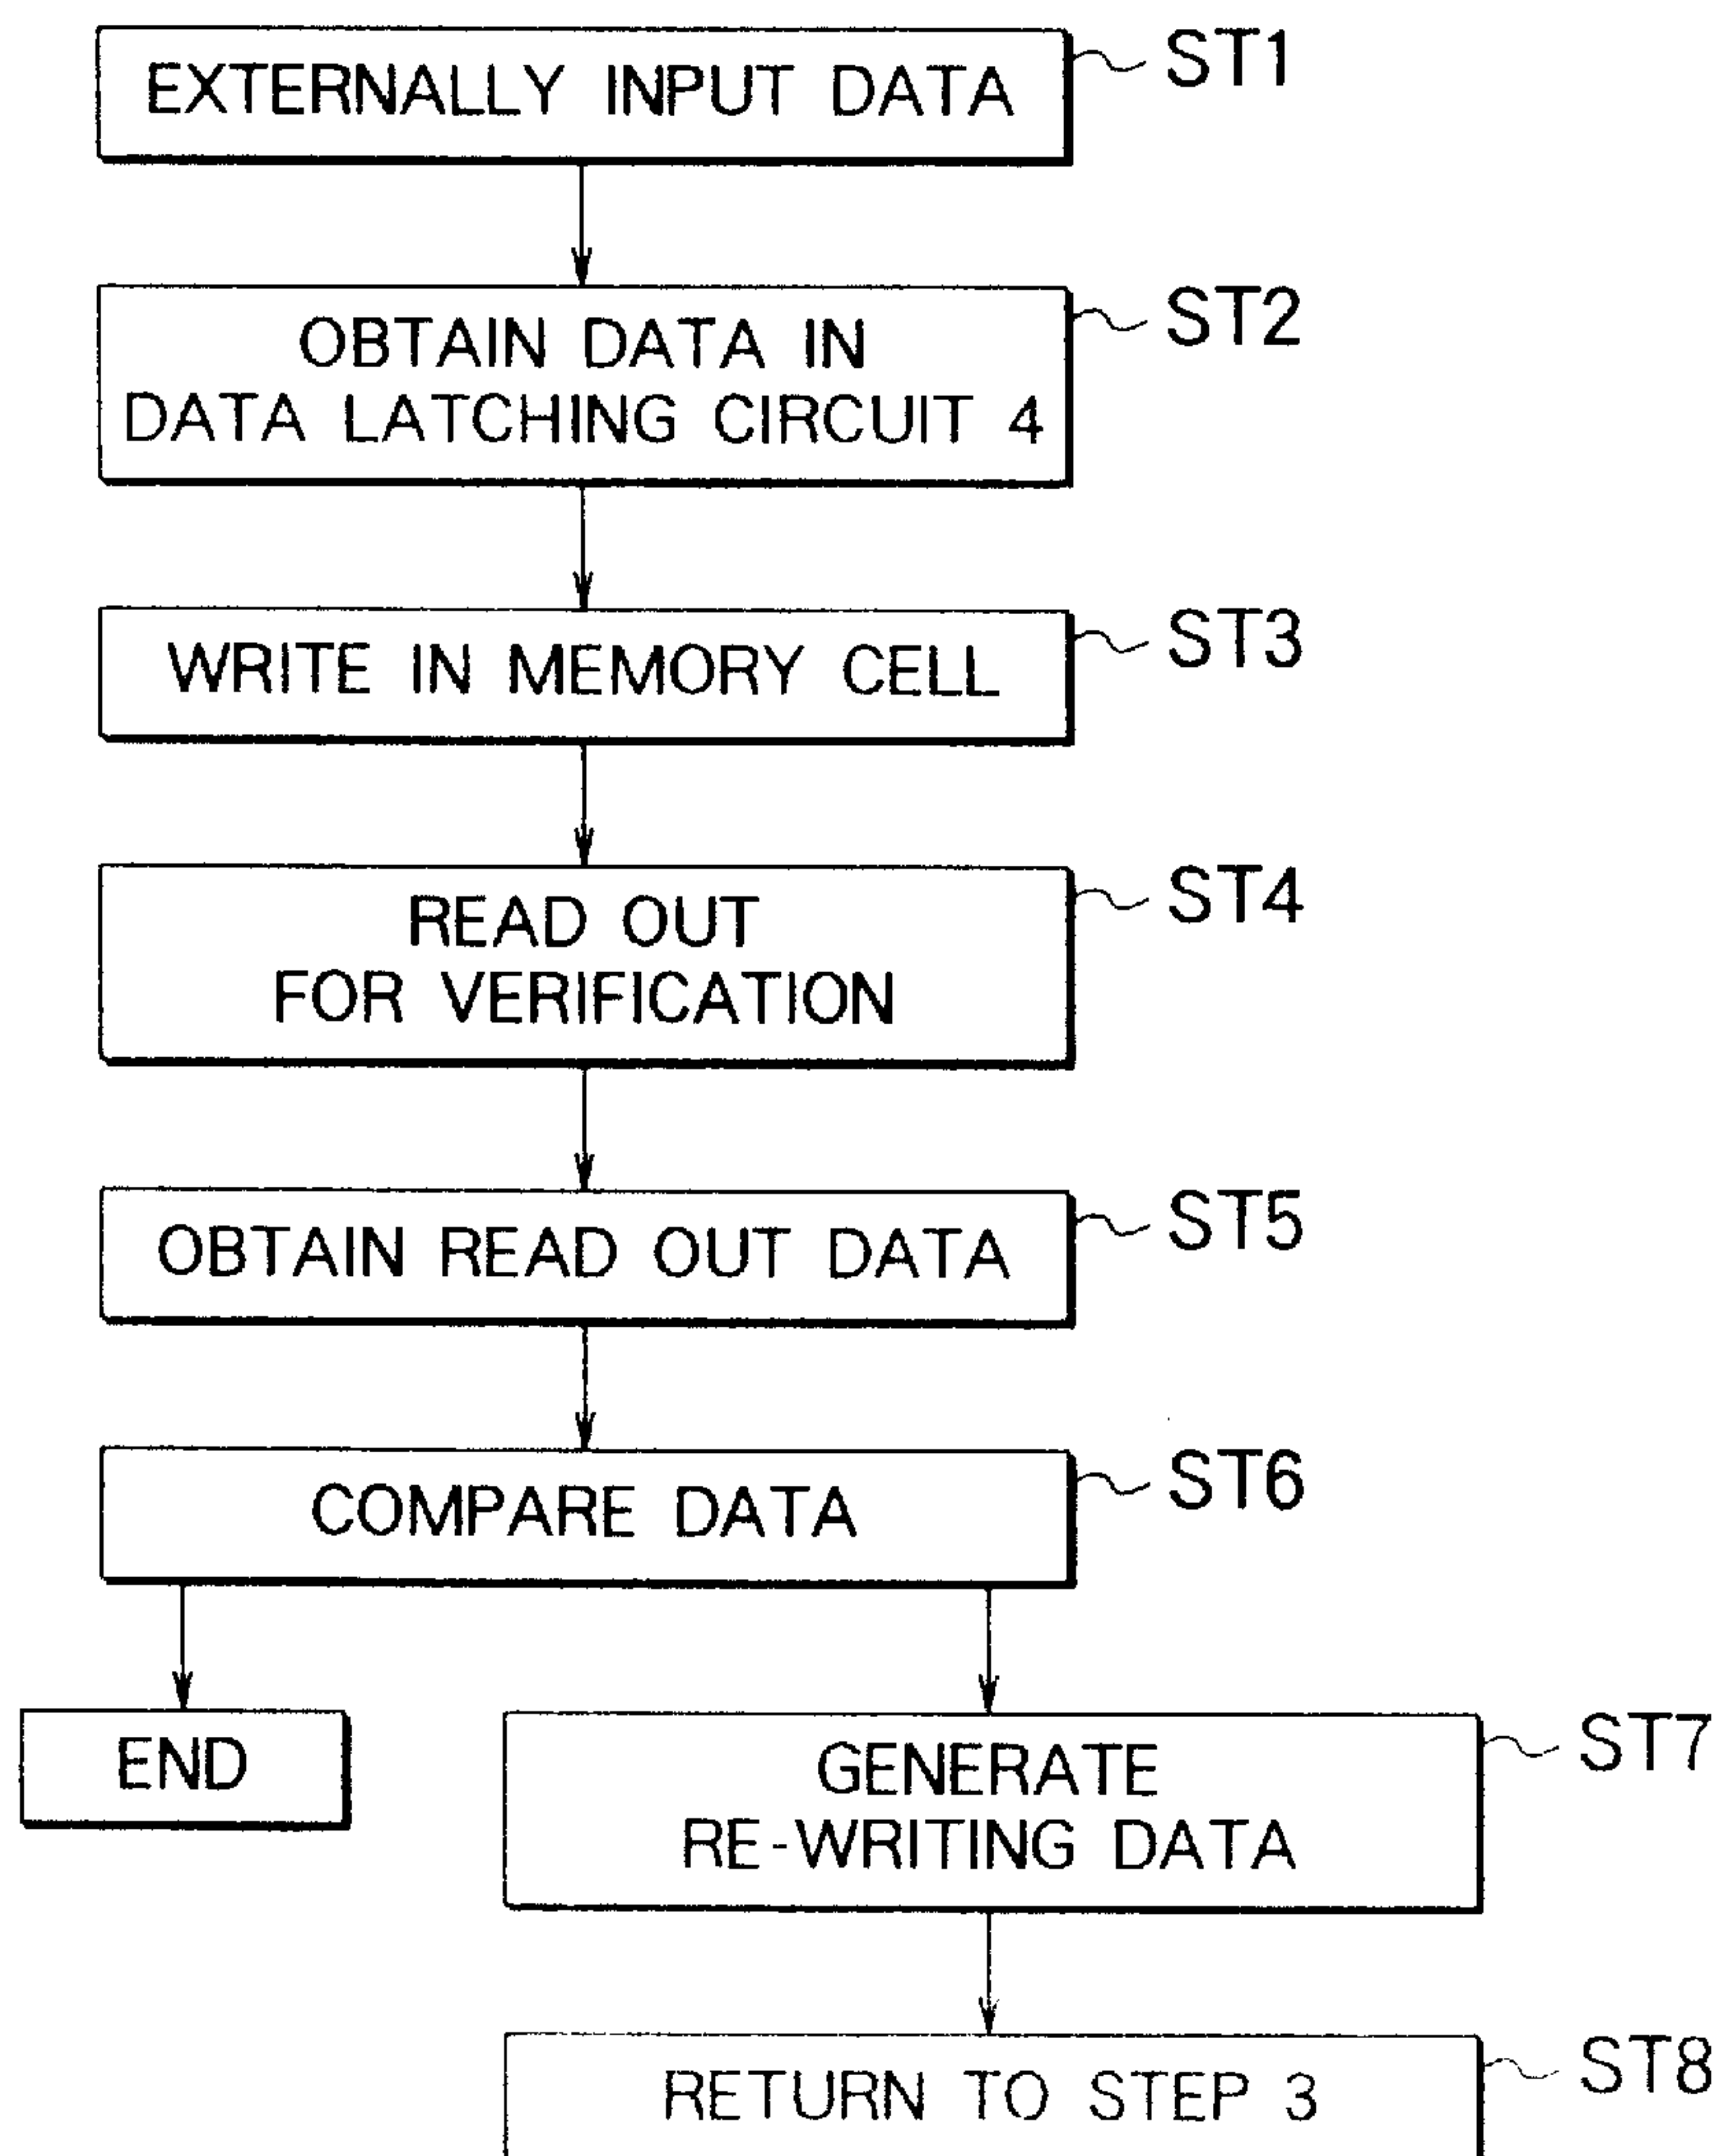 EXTERNALLY INPUT DATA
ST1
OBTAIN DATA IN
DATA LATCHING CIRCUIT 4
ST2
WRITE IN MEMORY CELL
ST3
READ OUT
FOR VERIFICATION
ST4
OBTAIN READ OUT DATA
ST5
COMPARE DATA
ST6
END
GENERATE
RE-WRITING DATA
ST7
RETURN TO STEP 3
ST8